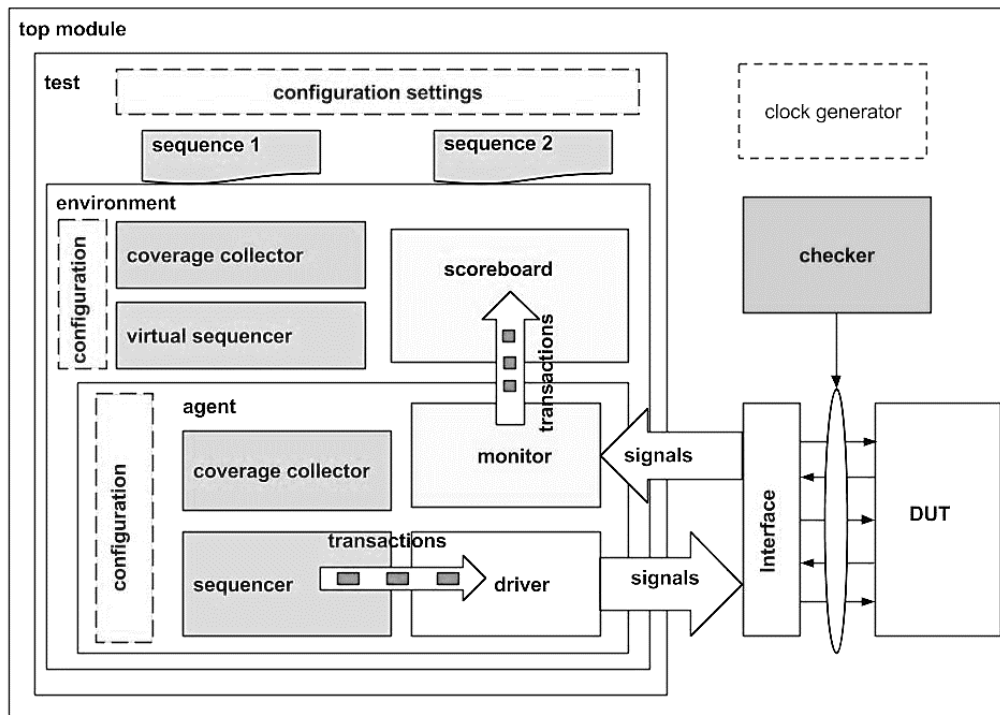 top module
test
configuration settings
clock generator
sequence 1
sequence 2
environment
configuration
coverage collector
scoreboard
checker
virtual sequencer
transactions
agent
configuration
coverage collector
monitor
signals
Interface
DUT
transactions
sequencer
driver
signals